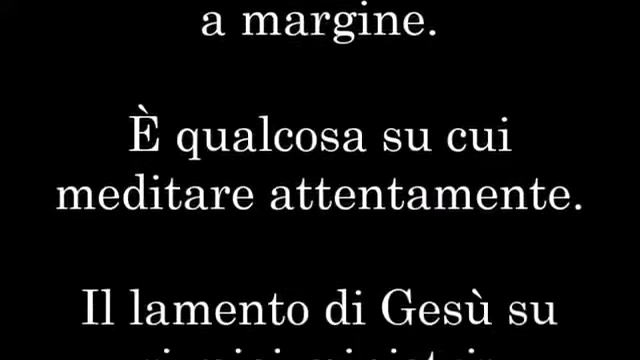 a margine.
È qualcosa su cui
meditare attentamente.
Il lamento di Gesù su